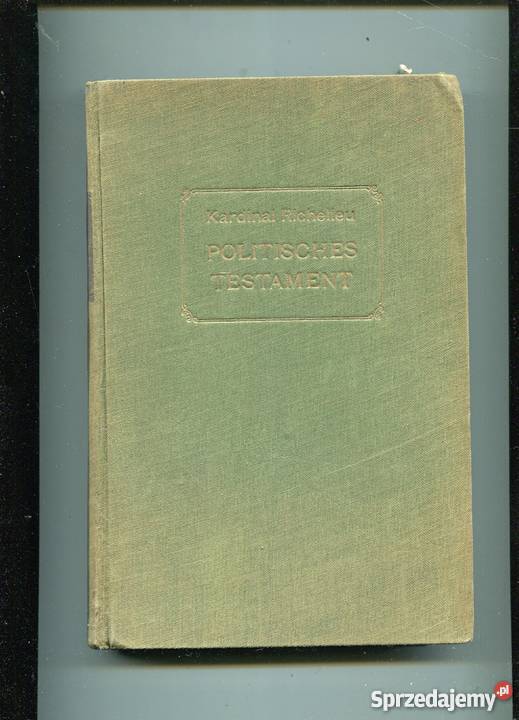 Kardinal Richelieu
POLITISCHES
TESTAMENT
Sprzedajemy.pl